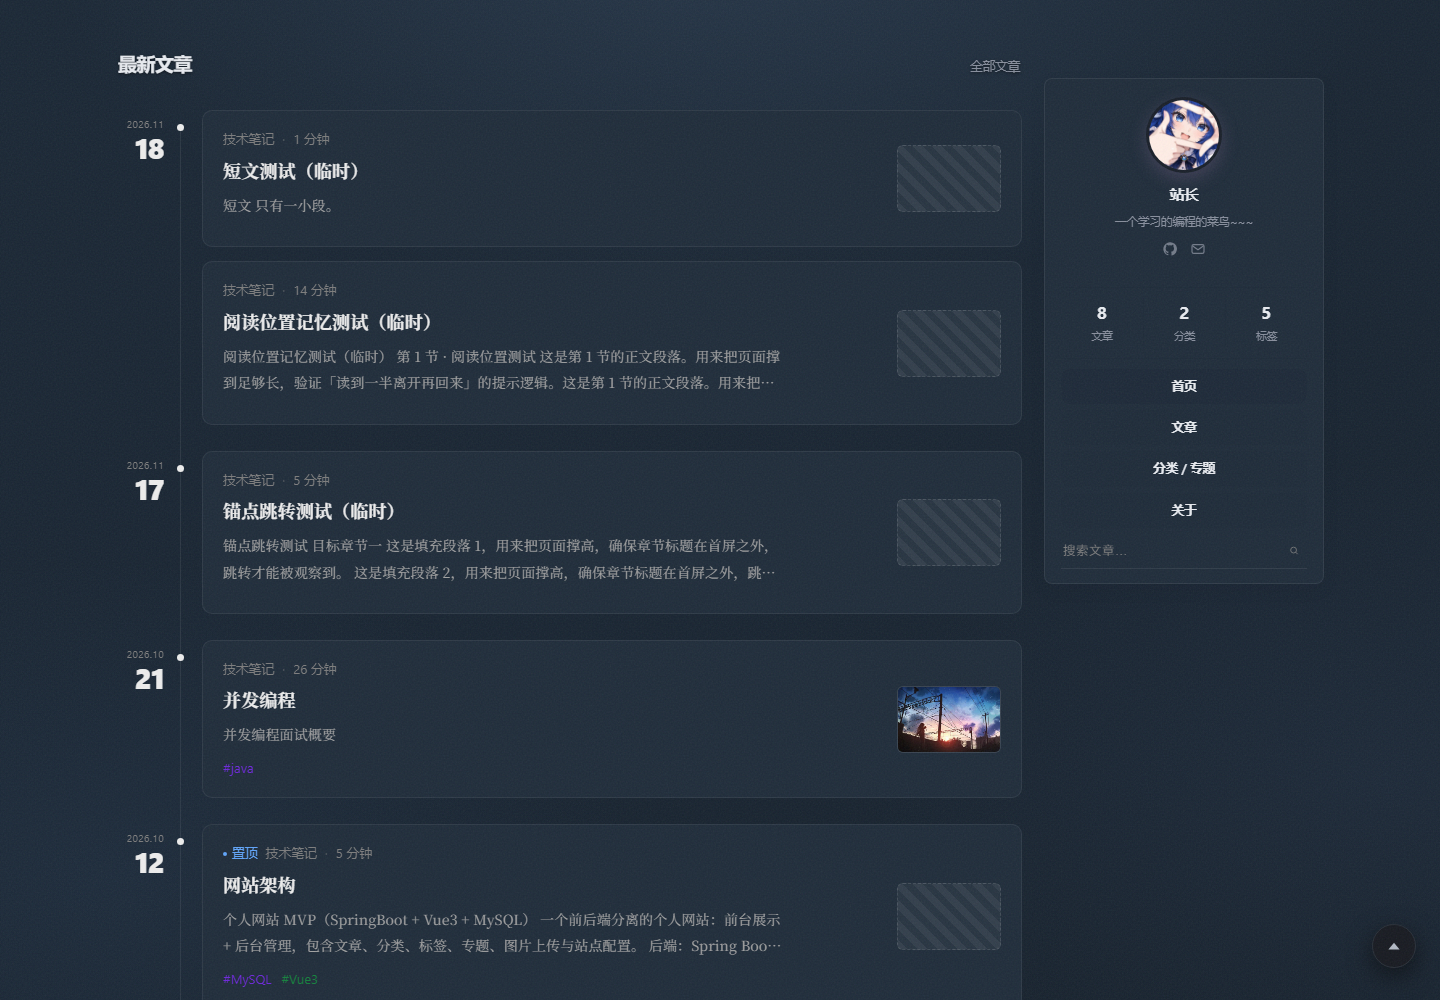 最新文章
全部文章
2026.11
18
技术笔记 · 1 分钟
短文测试（临时）
短文 只有一小段。
技术笔记 · 14 分钟
阅读位置记忆测试（临时）
阅读位置记忆测试（临时） 第 1 节 · 阅读位置测试 这是第 1 节的正文段落。用来把页面撑
到足够长，验证「读到一半离开再回来」的提示逻辑。这是第 1 节的正文段落。用来把…
2026.11
17
技术笔记 · 5 分钟
锚点跳转测试（临时）
锚点跳转测试 目标章节一 这是填充段落 1，用来把页面撑高，确保章节标题在首屏之外，
跳转才能被观察到。 这是填充段落 2，用来把页面撑高，确保章节标题在首屏之外，跳…
2026.10
21
技术笔记 · 26 分钟
并发编程
并发编程面试概要
#java
2026.10
12
• 置顶 技术笔记 · 5 分钟
网站架构
个人网站 MVP（SpringBoot + Vue3 + MySQL） 一个前后端分离的个人网站：前台展示
+ 后台管理，包含文章、分类、标签、专题、图片上传与站点配置。 后端：Spring Boo…
#MySQL #Vue3
站长
一个学习的编程的菜鸟~~~
8 2 5
文章 分类 标签
首页
文章
分类 / 专题
关于
搜索文章...